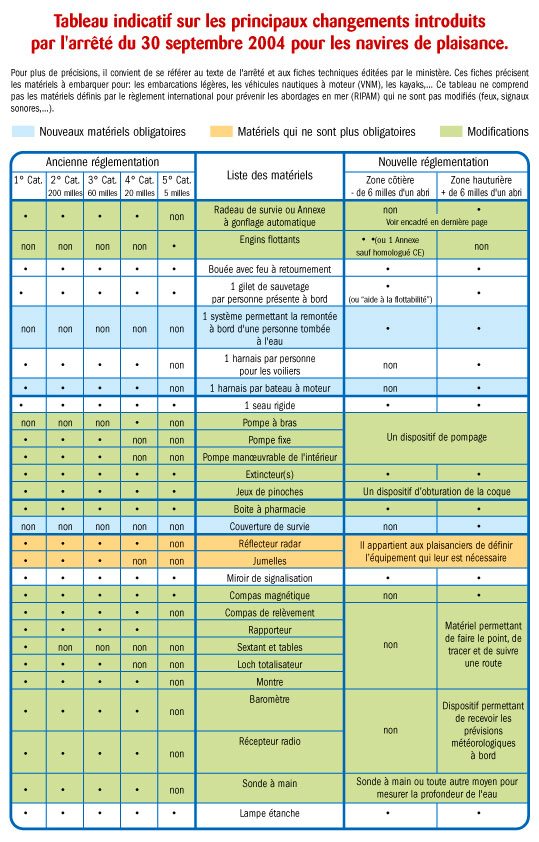 Tableau indicatif sur les principaux changements introduits
par l'arrêté du 30 septembre 2004 pour les navires de plaisance.
Pour plus de précisions, il convient de se référer au texte de l'arrêté et aux fiches techniques éditées par le ministère. Ces fiches précisent
les matériels à embarquer pour: les embarcations légères, les véhicules nautiques à moteur (VNM), les kayaks,... Ce tableau ne comprend
pas les matériels définis par le règlement international pour prévenir les abordages en mer (RIPAM) qui ne sont pas modifiés (feux, signaux
sonores,...).
Nouveaux matériels obligatoires Matériels qui ne sont plus obligatoires Modifications
Ancienne réglementation Liste des matériels Nouvelle réglementation
1° Cat. 2° Cat. 3° Cat. 4° Cat. 5° Cat. Zone côtière Zone hauturière
200 milles 60 milles 20 milles 5 milles - de 6 milles d'un abri + de 6 milles d'un abri
• • • • non Radeau de survie ou Annexe non •
à gonflage automatique Voir encadré en dernière page
non non non non • Engins flottants • •(ou 1 Annexe non
sauf homologué CE)
• • • • • Bouée avec feu à retournement • •
• • • • • 1 gilet de sauvetage • •
par personne présente à bord (ou "aide à la flottabilité")
non non non non non 1 système permettant la remontée • •
à bord d'une personne tombée
à l'eau
• • • • non 1 harnais par personne non •
pour les voiliers
• • • • non 1 harnais par bateau à moteur non •
• • • • • 1 seau rigide • •
non non non • non Pompe à bras Un dispositif de pompage
• • • non non Pompe fixe
• • • non non Pompe manœuvrable de l'intérieur
• • • • • Extincteur(s) • •
• • • • • Jeux de pinoches Un dispositif d'obturation de la coque
• • • • • Boite à pharmacie • •
non non non non non Couverture de survie non •
• • • • non Réflecteur radar Il appartient aux plaisanciers de définir
• • • non non Jumelles l'équipement qui leur est nécessaire
• • • • • Miroir de signalisation • •
• • • • • Compas magnétique non •
• • • • non Compas de relèvement non Matériel permettant
• • • • Rapporteur de faire le point, de
• non non non non Sextant et tables tracer et de suivre
• • • non non Loch totalisateur une route
• • • • non Montre
• • • • non Baromètre non Dispositif permettant
de recevoir les
• • • • non Récepteur radio prévisions
météorologiques
à bord
• • • • non Sonde à main Sonde à main ou toute autre moyen pour
mesurer la profondeur de l'eau
• • • • • Lampe étanche • •